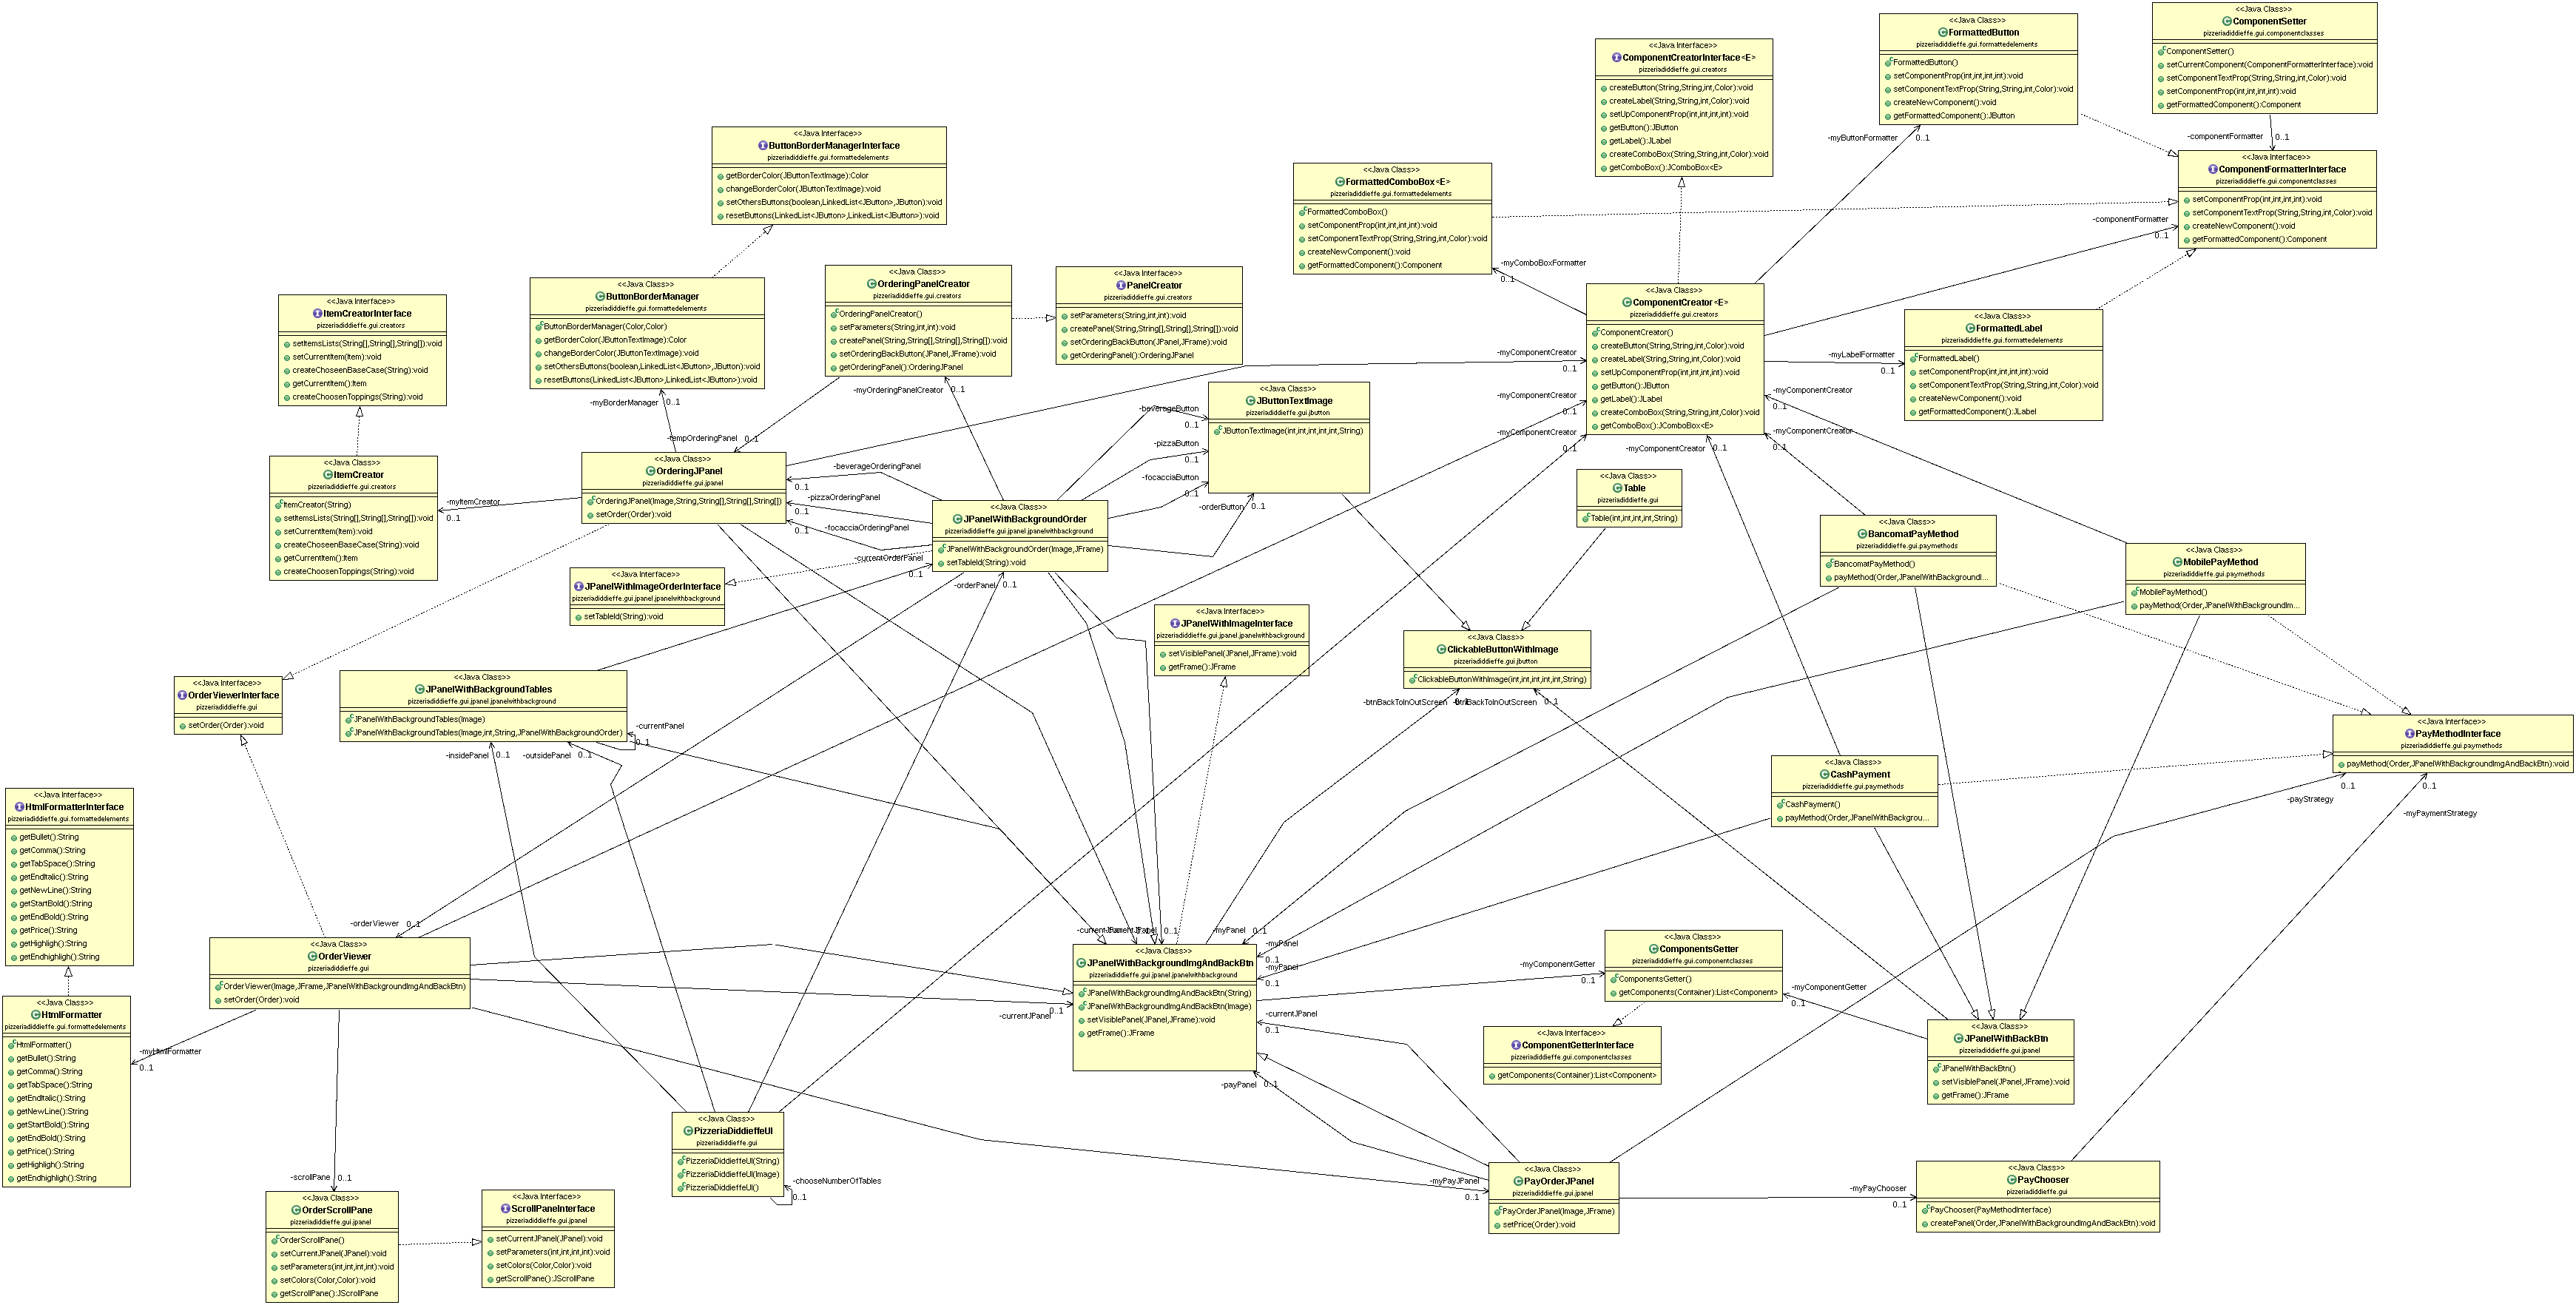 <<Java Class>>
FormattedButton
pizzeriadiddieffe.gui.formattedelements
FormattedButton()
setComponentProp(int,int,int,int):void
setComponentTextProp(String,String,int,Color):void
createNewComponent():void
getFormattedComponent():JButton
<<Java Class>>
ComponentSetter
pizzeriadiddieffe.gui.componentclasses
ComponentSetter()
setCurrentComponent(ComponentFormatterInterface):void
setComponentTextProp(String,String,int,Color):void
setComponentProp(int,int,int,int):void
getFormattedComponent():Component
<<Java Interface>>
ComponentCreatorInterface<E>
pizzeriadiddieffe.gui.creators
createButton(String,String,int,Color):void
createLabel(String,String,int,Color):void
setUpComponentProp(int,int,int,int):void
getButton():JButton
getLabel():JLabel
createComboBox(String,String,int,Color):void
getComboBox():JComboBox<E>
-myButtonFormatter
0..1
-componentFormatter
0..1
<<Java Interface>>
ButtonBorderManagerInterface
pizzeriadiddieffe.gui.formattedelements
getBorderColor(JButtonTextImage):Color
changeBorderColor(JButtonTextImage):void
setOthersButtons(boolean,LinkedList<JButton>,JButton):void
resetButtons(LinkedList<JButton>,LinkedList<JButton>):void
<<Java Class>>
FormattedComboBox<E>
pizzeriadiddieffe.gui.formattedelements
FormattedComboBox()
setComponentProp(int,int,int,int):void
setComponentTextProp(String,String,int,Color):void
createNewComponent():void
getFormattedComponent():Component
<<Java Interface>>
ComponentFormatterInterface
pizzeriadiddieffe.gui.componentclasses
setComponentProp(int,int,int,int):void
setComponentTextProp(String,String,int,Color):void
createNewComponent():void
getFormattedComponent():Component
-componentFormatter
0..1
-myComboBoxFormatter
0..1
<<Java Interface>>
ItemCreatorInterface
pizzeriadiddieffe.gui.creators
setItemsLists(String[],String[],String[]):void
setCurrentItem(Item):void
createChoseenBaseCase(String):void
getCurrentItem():Item
createChoosenToppings(String):void
<<Java Class>>
ButtonBorderManager
pizzeriadiddieffe.gui.formattedelements
ButtonBorderManager(Color,Color)
getBorderColor(JButtonTextImage):Color
changeBorderColor(JButtonTextImage):void
setOthersButtons(boolean,LinkedList<JButton>,JButton):void
resetButtons(LinkedList<JButton>,LinkedList<JButton>):void
<<Java Class>>
OrderingPanelCreator
pizzeriadiddieffe.gui.creators
OrderingPanelCreator()
setParameters(String,int,int):void
createPanel(String,String[],String[],String[]):void
setOrderingBackButton(JPanel,JFrame):void
getOrderingPanel():OrderingJPanel
<<Java Interface>>
PanelCreator
pizzeriadiddieffe.gui.creators
setParameters(String,int,int):void
createPanel(String,String[],String[],String[]):void
setOrderingBackButton(JPanel,JFrame):void
getOrderingPanel():OrderingJPanel
<<Java Class>>
ComponentCreator<E>
pizzeriadiddieffe.gui.creators
ComponentCreator()
createButton(String,String,int,Color):void
createLabel(String,String,int,Color):void
setUpComponentProp(int,int,int,int):void
getButton():JButton
getLabel():JLabel
createComboBox(String,String,int,Color):void
getComboBox():JComboBox<E>
<<Java Class>>
FormattedLabel
pizzeriadiddieffe.gui.formattedelements
FormattedLabel()
setComponentProp(int,int,int,int):void
setComponentTextProp(String,String,int,Color):void
createNewComponent():void
getFormattedComponent():JLabel
-myLabelFormatter
0..1
-myComponentCreator
0..1
-myComponentCreator
0..1
-myComponentCreator
0..1
-myComponentCreator
0..1
-myComponentCreator
0..1
-myComponentCreator
0..1
-myBorderManager
0..1
-myOrderingPanelCreator
0..1
-tempOrderingPanel
0..1
<<Java Class>>
JButtonTextImage
pizzeriadiddieffe.gui.jbutton
JButtonTextImage(int,int,int,int,int,String)
-beverageButton
0..1
-pizzaButton
0..1
-focacciaButton
0..1
-orderButton
0..1
<<Java Class>>
ItemCreator
pizzeriadiddieffe.gui.creators
ItemCreator(String)
setItemsLists(String[],String[],String[]):void
setCurrentItem(Item):void
createChoseenBaseCase(String):void
getCurrentItem():Item
createChoosenToppings(String):void
-myItemCreator
0..1
<<Java Class>>
OrderingJPanel
pizzeriadiddieffe.gui.jpanel
OrderingJPanel(Image,String,String[],String[],String[])
setOrder(Order):void
-beverageOrderingPanel
0..1
-pizzaOrderingPanel
0..1
-focacciaOrderingPanel
0..1
<<Java Class>>
JPanelWithBackgroundOrder
pizzeriadiddieffe.gui.jpanel.jpanelwithbackground
JPanelWithBackgroundOrder(Image,JFrame)
setTableId(String):void
-currentOrderPanel
0..1
-orderPanel
0..1
<<Java Class>>
Table
pizzeriadiddieffe.gui
Table(int,int,int,int,String)
<<Java Class>>
BancomatPayMethod
pizzeriadiddieffe.gui.paymethods
BancomatPayMethod()
payMethod(Order,JPanelWithBackgroundI...
<<Java Class>>
MobilePayMethod
pizzeriadiddieffe.gui.paymethods
MobilePayMethod()
payMethod(Order,JPanelWithBackgroundIm...
<<Java Interface>>
JPanelWithImageOrderInterface
pizzeriadiddieffe.gui.jpanel.jpanelwithbackground
setTableId(String):void
<<Java Interface>>
JPanelWithImageInterface
pizzeriadiddieffe.gui.jpanel.jpanelwithbackground
setVisiblePanel(JPanel,JFrame):void
getFrame():JFrame
<<Java Class>>
ClickableButtonWithImage
pizzeriadiddieffe.gui.jbutton
ClickableButtonWithImage(int,int,int,int,int,String)
-btnBackToInOutScreen
0..1
-btnBackToInOutScreen
0..1
<<Java Interface>>
OrderViewerInterface
pizzeriadiddieffe.gui
setOrder(Order):void
<<Java Class>>
JPanelWithBackgroundTables
pizzeriadiddieffe.gui.jpanel.jpanelwithbackground
JPanelWithBackgroundTables(Image)
JPanelWithBackgroundTables(Image,int,String,JPanelWithBackgroundOrder)
-currentPanel
0..1
-insidePanel
0..1
-outsidePanel
0..1
<<Java Interface>>
PayMethodInterface
pizzeriadiddieffe.gui.paymethods
payMethod(Order,JPanelWithBackgroundImgAndBackBtn):void
-payStrategy
0..1
-myPaymentStrategy
0..1
<<Java Class>>
CashPayment
pizzeriadiddieffe.gui.paymethods
CashPayment()
payMethod(Order,JPanelWithBackgrou...
<<Java Interface>>
HtmlFormatterInterface
pizzeriadiddieffe.gui.formattedelements
getBullet():String
getComma():String
getTabSpace():String
getEndItalic():String
getNewLine():String
getStartBold():String
getEndBold():String
getPrice():String
getHighligh():String
getEndhighligh():String
-orderViewer
0..1
<<Java Class>>
OrderViewer
pizzeriadiddieffe.gui
OrderViewer(Image,JFrame,JPanelWithBackgroundImgAndBackBtn)
setOrder(Order):void
-currentJPanel
0..1
-myPanel
0..1
-myPanel
0..1
-myPanel
0..1
<<Java Class>>
JPanelWithBackgroundImgAndBackBtn
pizzeriadiddieffe.gui.jpanel.jpanelwithbackground
JPanelWithBackgroundImgAndBackBtn(String)
JPanelWithBackgroundImgAndBackBtn(Image)
setVisiblePanel(JPanel,JFrame):void
getFrame():JFrame
-currentJPanel
0..1
-currentJPanel
0..1
-payPanel
0..1
<<Java Class>>
ComponentsGetter
pizzeriadiddieffe.gui.componentclasses
ComponentsGetter()
getComponents(Container):List<Component>
-myComponentGetter
0..1
-myComponentGetter
0..1
<<Java Interface>>
ComponentGetterInterface
pizzeriadiddieffe.gui.componentclasses
getComponents(Container):List<Component>
<<Java Class>>
JPanelWithBackBtn
pizzeriadiddieffe.gui.jpanel
JPanelWithBackBtn()
setVisiblePanel(JPanel,JFrame):void
getFrame():JFrame
<<Java Class>>
HtmlFormatter
pizzeriadiddieffe.gui.formattedelements
HtmlFormatter()
getBullet():String
getComma():String
getTabSpace():String
getEndItalic():String
getNewLine():String
getStartBold():String
getEndBold():String
getPrice():String
getHighligh():String
getEndhighligh():String
-myHtmlFormatter
0..1
<<Java Class>>
PizzeriaDiddieffeUI
pizzeriadiddieffe.gui
PizzeriaDiddieffeUI(String)
PizzeriaDiddieffeUI(Image)
PizzeriaDiddieffeUI()
-chooseNumberOfTables
0..1
-scrollPane
0..1
<<Java Class>>
OrderScrollPane
pizzeriadiddieffe.gui.jpanel
OrderScrollPane()
setCurrentJPanel(JPanel):void
setParameters(int,int,int,int):void
setColors(Color,Color):void
getScrollPane():JScrollPane
<<Java Interface>>
ScrollPaneInterface
pizzeriadiddieffe.gui.jpanel
setCurrentJPanel(JPanel):void
setParameters(int,int,int,int):void
setColors(Color,Color):void
getScrollPane():JScrollPane
-myPayJPanel
0..1
<<Java Class>>
PayOrderJPanel
pizzeriadiddieffe.gui.jpanel
PayOrderJPanel(Image,JFrame)
setPrice(Order):void
-myPayChooser
0..1
<<Java Class>>
PayChooser
pizzeriadiddieffe.gui
PayChooser(PayMethodInterface)
createPanel(Order,JPanelWithBackgroundImgAndBackBtn):void